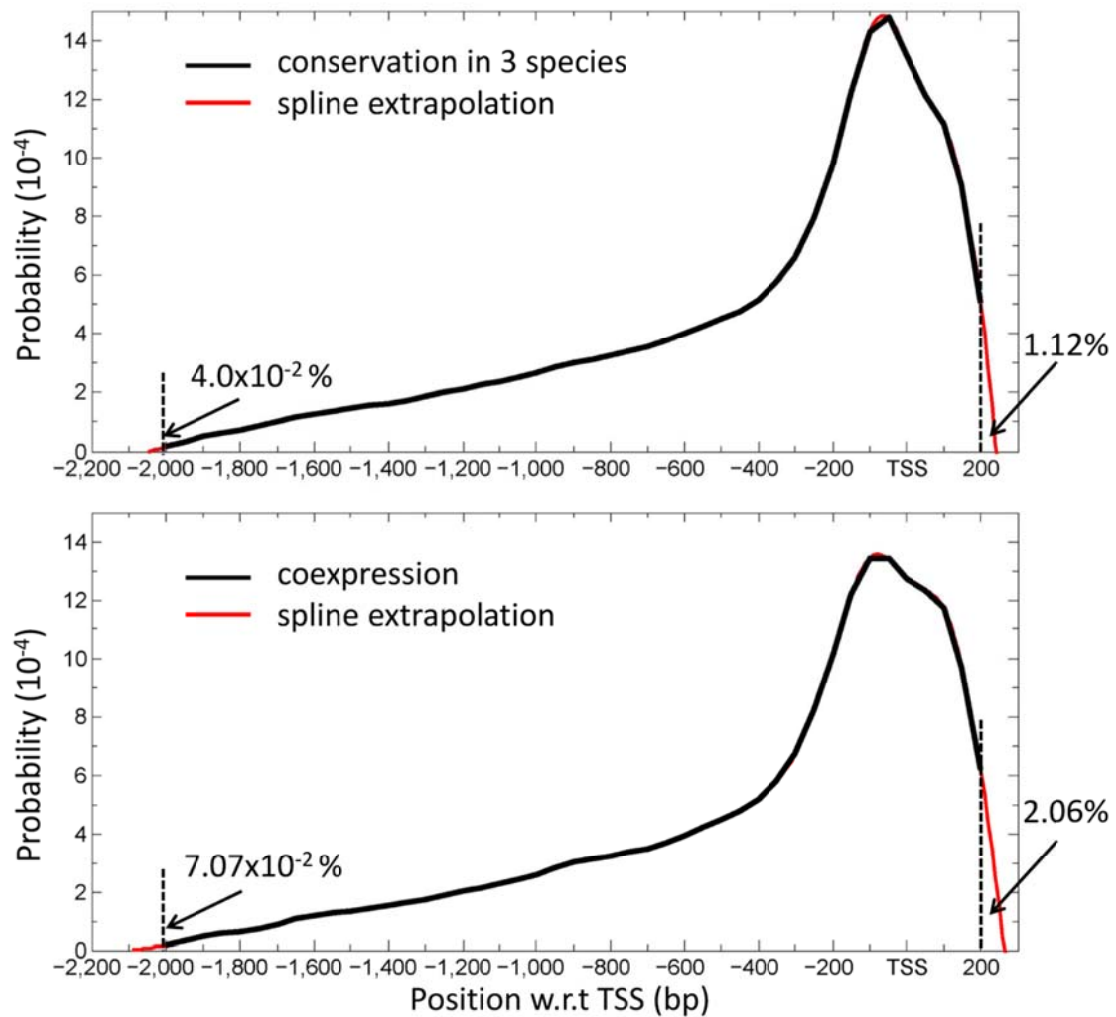 conservation in 3 species
spline extrapolation
Probability (10⁻⁴)
14
12
10
8
6
4
2
0
4.0x10⁻² %
1.12%
−2,200 −2,000 −1,800 −1,600 −1,400 −1,200 −1,000 −800 −600 −400 −200 TSS 200
coexpression
spline extrapolation
Probability (10⁻⁴)
14
12
10
8
6
4
2
0
7.07x10⁻² %
2.06%
−2,200 −2,000 −1,800 −1,600 −1,400 −1,200 −1,000 −800 −600 −400 −200 TSS 200
Position w.r.t TSS (bp)